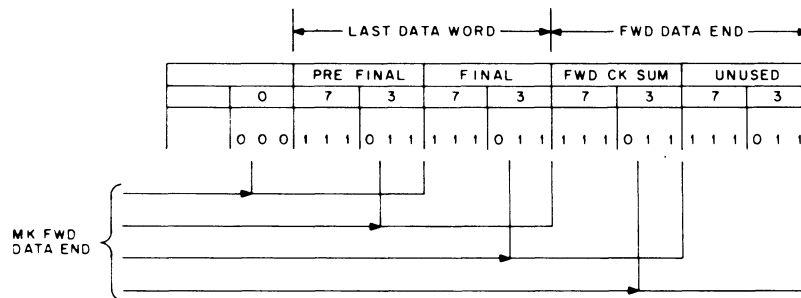 LAST DATA WORD FWD DATA END
PRE FINAL FINAL FWD CK SUM UNUSED
0 7 3 7 3 7 3 7 3
0 0 0 1 1 1 0 1 1 1 1 1 0 1 1 1 1 1 0 1 1 1 1 1 0 1 1
MK FWD
DATA END